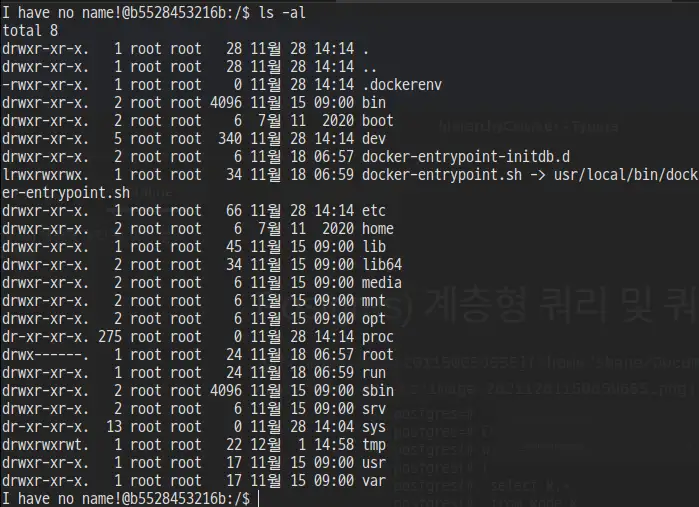 I have no name!@b5528453216b:/$ ls -al
total 8
drwxr-xr-x.   1 root root   28 11월 28 14:14 .
drwxr-xr-x.   1 root root   28 11월 28 14:14 ..
-rwxr-xr-x.   1 root root    0 11월 28 14:14 .dockerenv
drwxr-xr-x.   2 root root 4096 11월 15 09:00 bin
drwxr-xr-x.   2 root root    6  7월 11  2020 boot
drwxr-xr-x.   5 root root  340 11월 28 14:14 dev
drwxr-xr-x.   2 root root    6 11월 18 06:57 docker-entrypoint-initdb.d
lrwxrwxrwx.   1 root root   34 11월 18 06:59 docker-entrypoint.sh -> usr/local/bin/dock
er-entrypoint.sh
drwxr-xr-x.   1 root root   66 11월 28 14:14 etc
drwxr-xr-x.   2 root root    6  7월 11  2020 home
drwxr-xr-x.   1 root root   45 11월 15 09:00 lib
drwxr-xr-x.   2 root root   34 11월 15 09:00 lib64
drwxr-xr-x.   2 root root    6 11월 15 09:00 media
drwxr-xr-x.   2 root root    6 11월 15 09:00 mnt
drwxr-xr-x.   2 root root    6 11월 15 09:00 opt
dr-xr-xr-x. 275 root root    0 11월 28 14:14 proc
drwx------.   1 root root   24 11월 18 06:57 root
drwxr-xr-x.   1 root root   24 11월 18 06:59 run
drwxr-xr-x.   2 root root 4096 11월 15 09:00 sbin
drwxr-xr-x.   2 root root    6 11월 15 09:00 srv
dr-xr-xr-x.  13 root root    0 11월 28 14:04 sys
drwxrwxrwt.   1 root root   22 12월  1 14:58 tmp
drwxr-xr-x.   1 root root   17 11월 15 09:00 usr
drwxr-xr-x.   1 root root   17 11월 15 09:00 var
I have no name!@b5528453216b:/$
계층형 쿼리 및